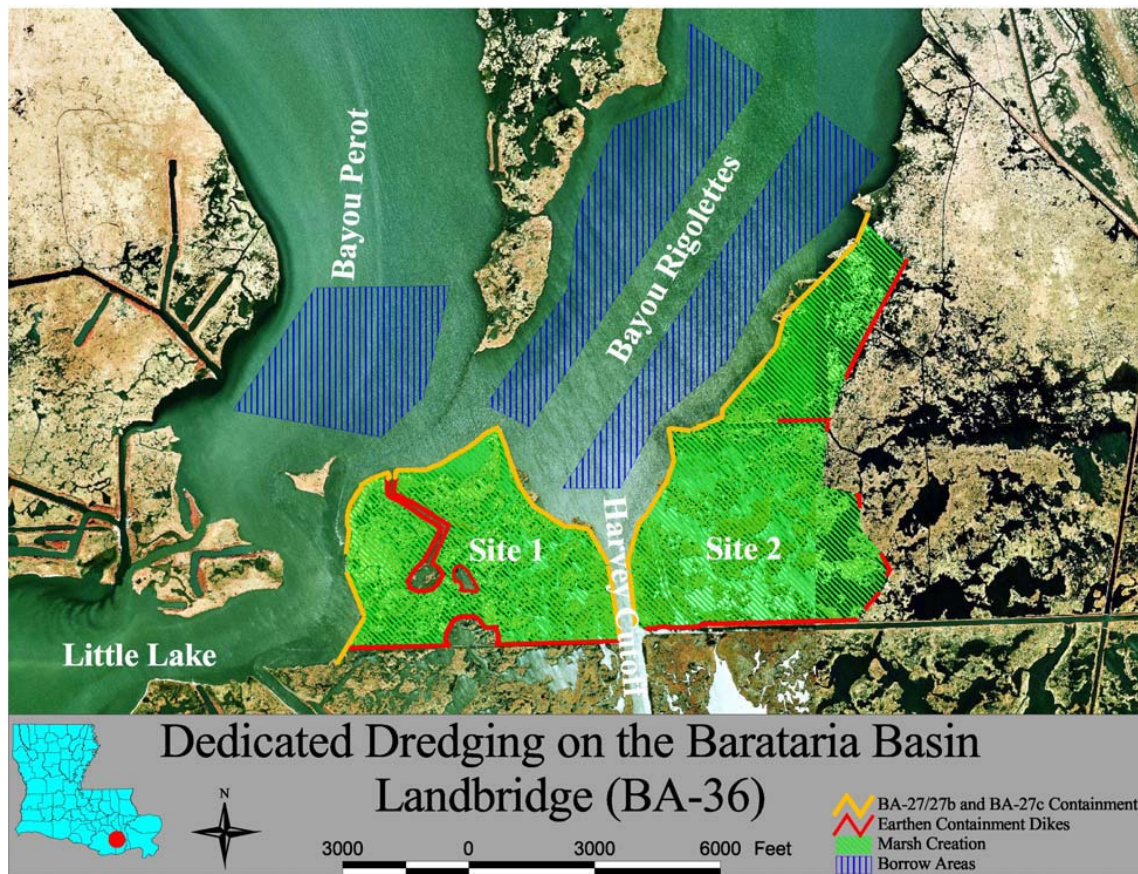 Bayou Perot
Bayou Rigolettes
Site 1
Site 2
Harvey Cutoff
Little Lake
Dedicated Dredging on the Barataria Basin
Landbridge (BA-36)
N
3000 0 3000 6000 Feet
BA-27/27b and BA-27c Containment
Earthen Containment Dikes
Marsh Creation
Borrow Areas